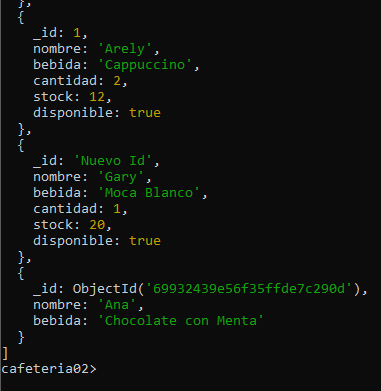 },
{
_id: 1,
nombre: 'Arely',
bebida: 'Cappuccino',
cantidad: 2,
stock: 12,
disponible: true
},
{
_id: 'Nuevo Id',
nombre: 'Gary',
bebida: 'Moca Blanco',
cantidad: 1,
stock: 20,
disponible: true
},
{
_id: ObjectId('69932439e56f35ffde7c290d'),
nombre: 'Ana',
bebida: 'Chocolate con Menta'
}
]
cafeteria02>